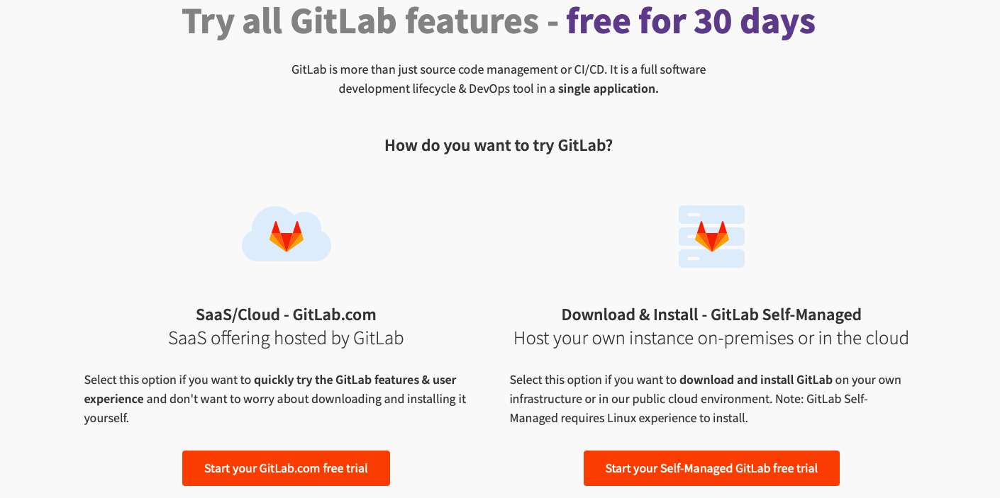 Try all GitLab features - free for 30 days
GitLab is more than just source code management or CI/CD. It is a full software
development lifecycle & DevOps tool in a single application.
How do you want to try GitLab?
SaaS/Cloud - GitLab.com
SaaS offering hosted by GitLab
Select this option if you want to quickly try the GitLab features & user
experience and don't want to worry about downloading and installing it
yourself.
Start your GitLab.com free trial
Download & Install - GitLab Self-Managed
Host your own instance on-premises or in the cloud
Select this option if you want to download and install GitLab on your own
infrastructure or in our public cloud environment. Note: GitLab Self-
Managed requires Linux experience to install.
Start your Self-Managed GitLab free trial